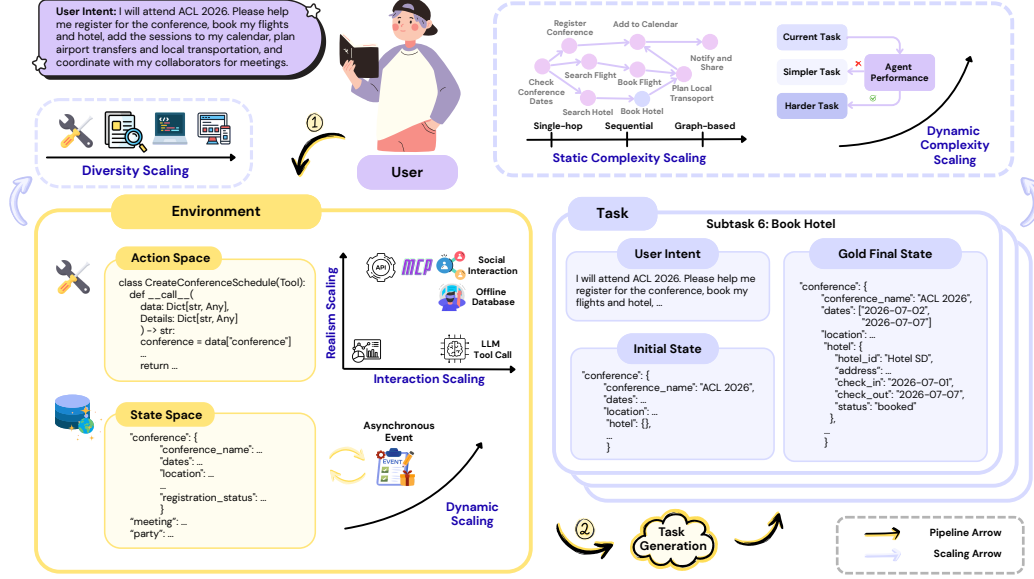 User Intent: I will attend ACL 2026. Please help
me register for the conference, book my flights
and hotel, add the sessions to my calendar, plan
airport transfers and local transportation, and
coordinate with my collaborators for meetings.
Diversity Scaling
1
User
Register
Conference
Add to Calendar
Notify and
Share
Search Flight
Book Flight
Check
Conference
Dates
Plan Local
Transoport
Search Hotel
Book Hotel
Single-hop
Sequential
Graph-based
Static Complexity Scaling
Current Task
Simpler Task
Harder Task
Agent
Performance
Dynamic
Complexity
Scaling
Environment
Action Space
class CreateConferenceSchedule(Tool):
def __call__(
data: Dict[str, Any],
Details: Dict[str, Any]
) -> str:
conference = data["conference"]
...
return ...
State Space
"conference": {
"conference_name": ...
"dates": ...
"location": ...
...
"registration_status": ...
}
"meeting": ...
"party": ...
Realism Scaling
API
MCP
Social
Interaction
Offline
Database
LLM
Tool Call
Interaction Scaling
Asynchronous
Event
EVENT
Dynamic
Scaling
Task
Subtask 6: Book Hotel
User Intent
I will attend ACL 2026. Please help me
register for the conference, book my
flights and hotel, ...
Initial State
"conference": {
"conference_name": "ACL 2026",
"dates": ...
"location": ...
"hotel": {},
...
}
Gold Final State
"conference": {
"conference_name": "ACL 2026",
"dates": ["2026-07-02",
"2026-07-07"]
"location": ...
"hotel": {
"hotel_id": "Hotel SD",
"address": ...
"check_in": "2026-07-01",
"check_out": "2026-07-07",
"status": "booked"
},
...
}
2
Task
Generation
Pipeline Arrow
Scaling Arrow